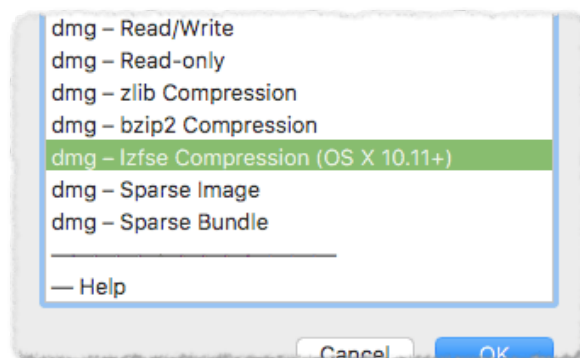 dmg – Read/Write
dmg – Read-only
dmg – zlib Compression
dmg – bzip2 Compression
dmg – lzfse Compression (OS X 10.11+)
dmg – Sparse Image
dmg – Sparse Bundle
— Help
Cancel OK